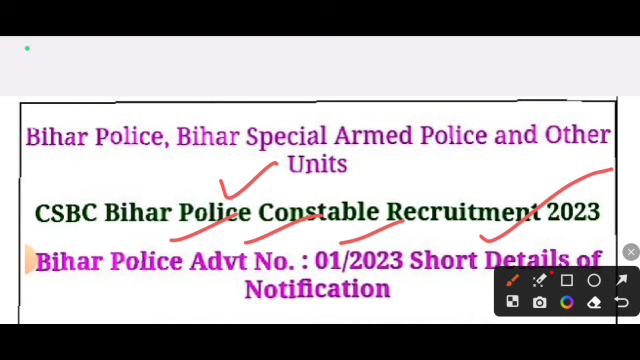 Bihar Police, Bihar Special Armed Police and Other
Units
CSBC Bihar Police Constable Recruitment 2023
Bihar Police Advt No. : 01/2023 Short Details of
Notification